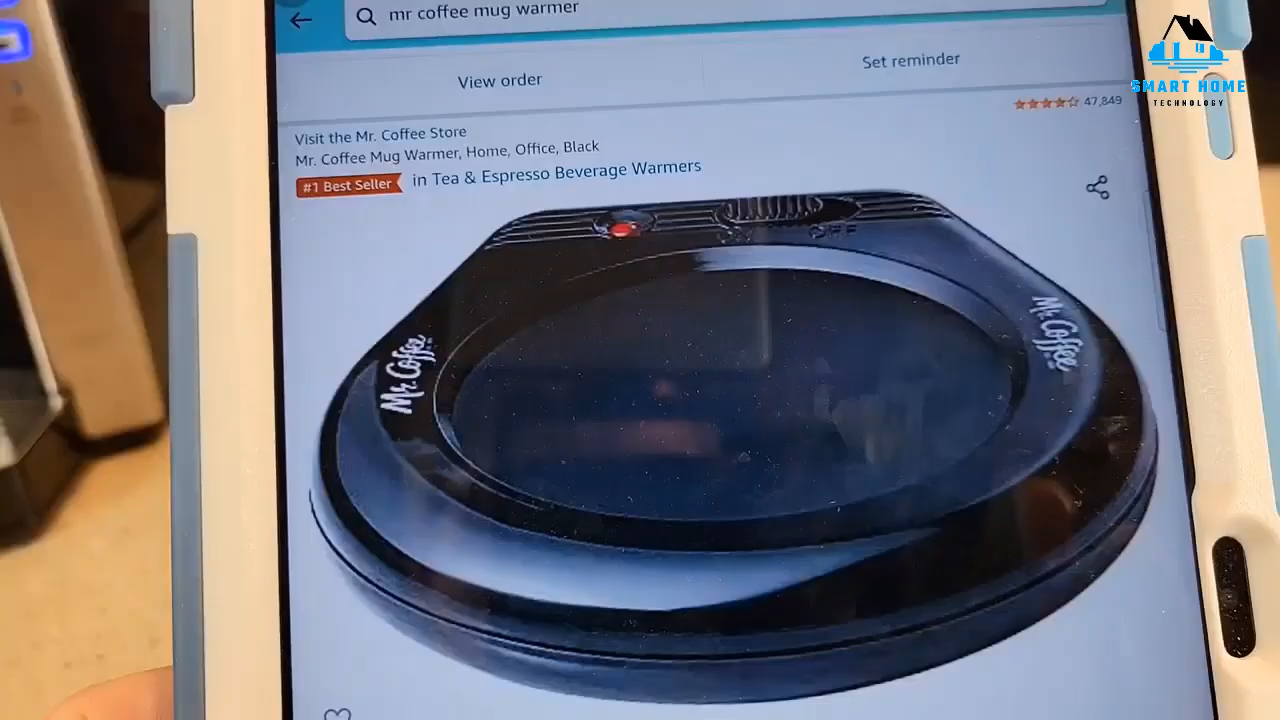 mr coffee mug warmer
View order
Set reminder
SMART HOME
TECHNOLOGY
47,849
Visit the Mr. Coffee Store
Mr. Coffee Mug Warmer, Home, Office, Black
#1 Best Seller in Tea & Espresso Beverage Warmers
ON OFF
Mr. Coffee
Mr. Coffee